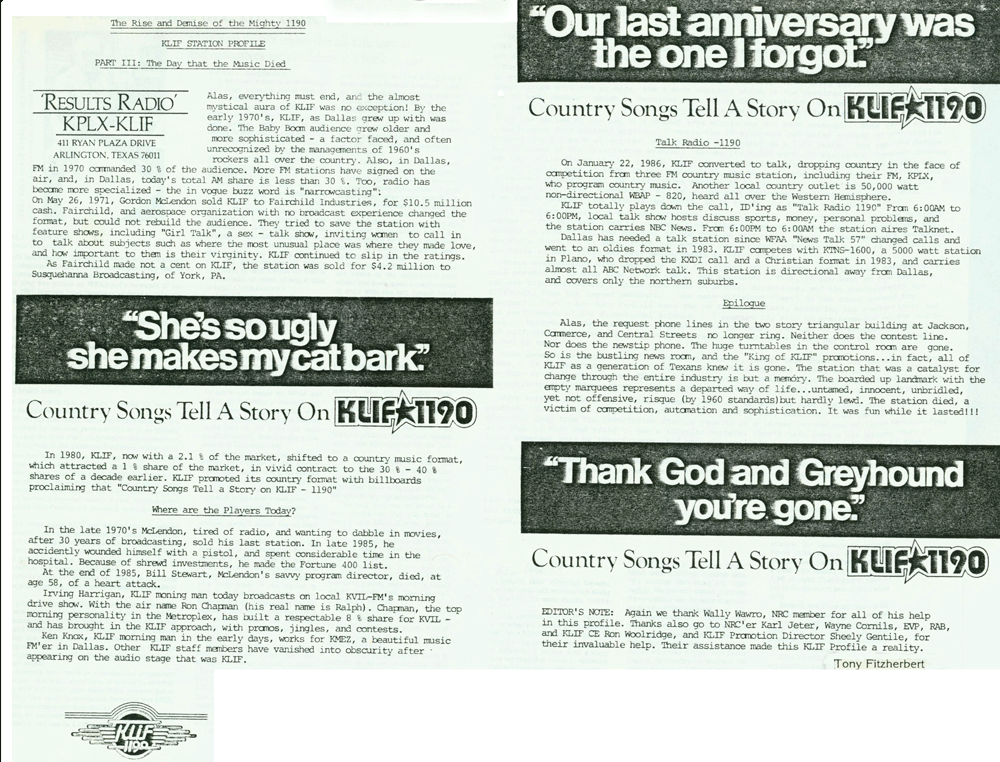 The Rise and Demise of the Mighty 1190
KLIF STATION PROFILE
PART III: The Day that the Music Died
'RESULTS RADIO'
KPLX-KLIF
411 RYAN PLAZA DRIVE
ARLINGTON, TEXAS 76011
Alas, everything must end, and the almost
mystical aura of KLIF was no exception! By the
early 1970's, KLIF, as Dallas grew up with was
done. The Baby Boom audience grew older and
more sophisticated - a factor faced, and often
unrecognized by the managements of 1960's
rockers all over the country. Also, in Dallas,
FM in 1970 commanded 30 % of the audience. More FM stations have signed on the
air, and, in Dallas, today's total AM share is less than 30 %. Too, radio has
become more specialized - the in vogue buzz word is "narrowcasting":
On May 26, 1971, Gordon McLendon sold KLIF to Fairchild Industries, for $10.5 million
cash. Fairchild, and aerospace organization with no broadcast experience changed the
format, but could not rebuild the audience. They tried to save the station with
feature shows, including "Girl Talk", a sex - talk show, inviting women to call in
to talk about subjects such as where the most unusual place was where they made love,
and how important to them is their virginity. KLIF continued to slip in the ratings.
As Fairchild made not a cent on KLIF, the station was sold for $4.2 million to
Susquehanna Broadcasting, of York, PA.
"She's so ugly
she makes my cat bark."
Country Songs Tell A Story On KLIF★1190
In 1980, KLIF, now with a 2.1 % of the market, shifted to a country music format,
which attracted a 1 % share of the market, in vivid contract to the 30 % - 40 %
shares of a decade earlier. KLIF promoted its country format with billboards
proclaiming that "Country Songs Tell a Story on KLIF - 1190"
Where are the Players Today?
In the late 1970's McLendon, tired of radio, and wanting to dabble in movies,
after 30 years of broadcasting, sold his last station. In late 1985, he
accidently wounded himself with a pistol, and spent considerable time in the
hospital. Because of shrewd investments, he made the Fortune 400 list.
At the end of 1985, Bill Stewart, McLendon's savvy program director, died, at
age 58, of a heart attack.
Irving Harrigan, KLIF moning man today broadcasts on local KVIL-FM's morning
drive show. With the air name Ron Chapman (his real name is Ralph). Chapman, the top
morning personality in the Metroplex, has built a respectable 8 % share for KVIL -
and has brought in the KLIF approach, with promos, jingles, and contests.
Ken Knox, KLIF morning man in the early days, works for KMEZ, a beautiful music
FM'er in Dallas. Other KLIF staff members have vanished into obscurity after
appearing on the audio stage that was KLIF.
KLIF
1190
"Our last anniversary was
the one I forgot."
Country Songs Tell A Story On KLIF★1190
Talk Radio -1190
On January 22, 1986, KLIF converted to talk, dropping country in the face of
competition from three FM country music station, including their FM, KPLX,
who program country music. Another local country outlet is 50,000 watt
non-directional WBAP - 820, heard all over the Western Hemisphere.
KLIF totally plays down the call, ID'ing as "Talk Radio 1190" From 6:00AM to
6:00PM, local talk show hosts discuss sports, money, personal problems, and
the station carries NBC News. From 6:00PM to 6:00AM the station aires Talknet.
Dallas has needed a talk station since WFAA "News Talk 57" changed calls and
went to an oldies format in 1983. KLIF competes with KTNS-1600, a 5000 watt station
in Plano, who dropped the KXDI call and a Christian format in 1983, and carries
almost all ABC Network talk. This station is directional away from Dallas,
and covers only the northern suburbs.
Epilogue
Alas, the request phone lines in the two story triangular building at Jackson,
Commerce, and Central Streets no longer ring. Neither does the contest line.
Nor does the newstip phone. The huge turntables in the control room are gone.
So is the bustling news room, and the "King of KLIF" promotions...in fact, all of
KLIF as a generation of Texans knew it is gone. The station that was a catalyst for
change through the entire industry is but a memory. The boarded up landmark with the
empty marquees represents a departed way of life...untamed, innocent, unbridled,
yet not offensive, risque (by 1960 standards)but hardly lewd. The station died, a
victim of competition, automation and sophistication. It was fun while it lasted!!!
"Thank God and Greyhound
you're gone."
Country Songs Tell A Story On KLIF★1190
EDITOR'S NOTE: Again we thank Wally Wawro, NRC member for all of his help
in this profile. Thanks also go to NRC'er Karl Jeter, Wayne Cornils, EVP, RAB,
and KLIF CE Ron Woolridge, and KLIF Promotion Director Sheely Gentile, for
their invaluable help. Their assistance made this KLIF Profile a reality.
Tony Fitzherbert